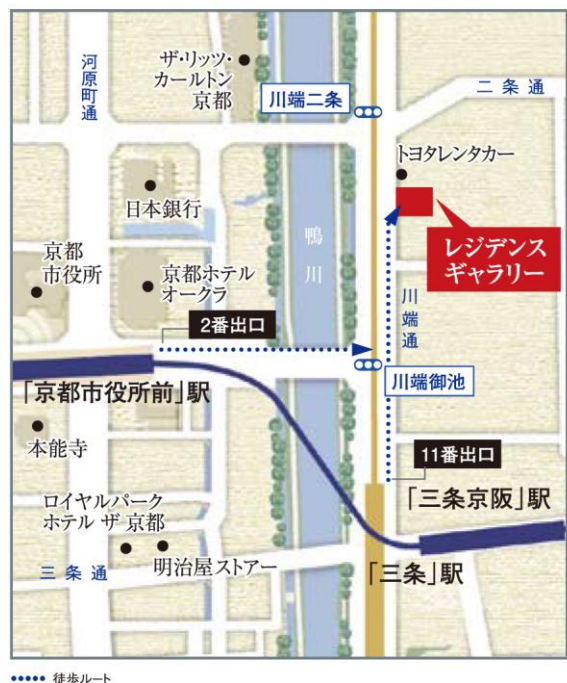 河原町通
ザ・リッツ・
カールトン
京都
川端二条
二条通
トヨタレンタカー
日本銀行
鴨川
レジデンス
ギャラリー
京都
市役所
京都ホテル
オークラ
川端通
2番出口
川端御池
「京都市役所前」駅
本能寺
11番出口
「三条京阪」駅
ロイヤルパーク
ホテル ザ 京都
明治屋ストアー
三条通
「三条」駅
徒歩ルート